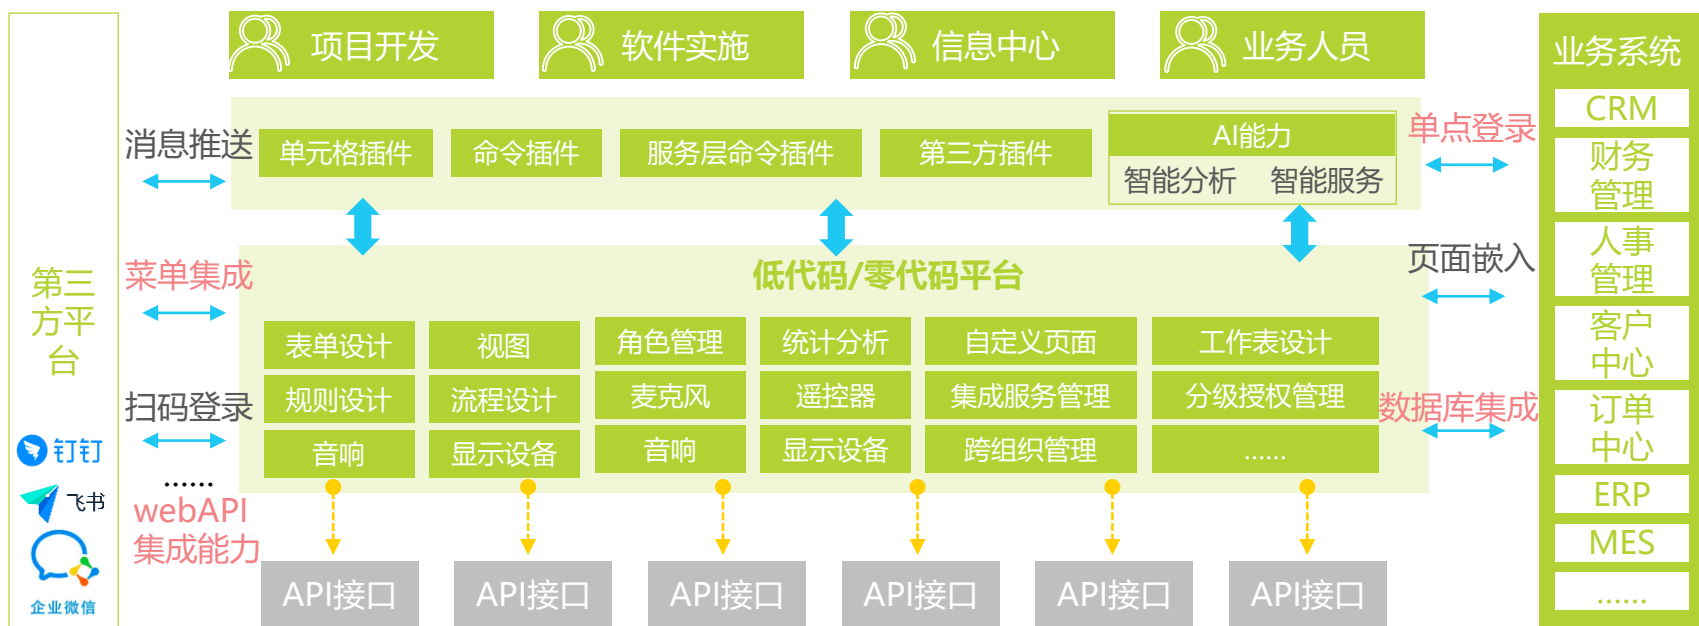 项目开发
软件实施
信息中心
业务人员
消息推送
单元格插件
命令插件
服务层命令插件
第三方插件
AI能力
智能分析 智能服务
单点登录
菜单集成
低代码/零代码平台
页面嵌入
表单设计
视图
角色管理
统计分析
自定义页面
工作表设计
规则设计
流程设计
麦克风
遥控器
集成服务管理
分级授权管理
音响
显示设备
音响
显示设备
跨组织管理
......
扫码登录
......
webAPI
集成能力
数据库集成
API接口
API接口
API接口
API接口
API接口
API接口
第三
方平
台
钉钉
飞书
企业微信
业务系统
CRM
财务
管理
人事
管理
客户
中心
订单
中心
ERP
MES
......